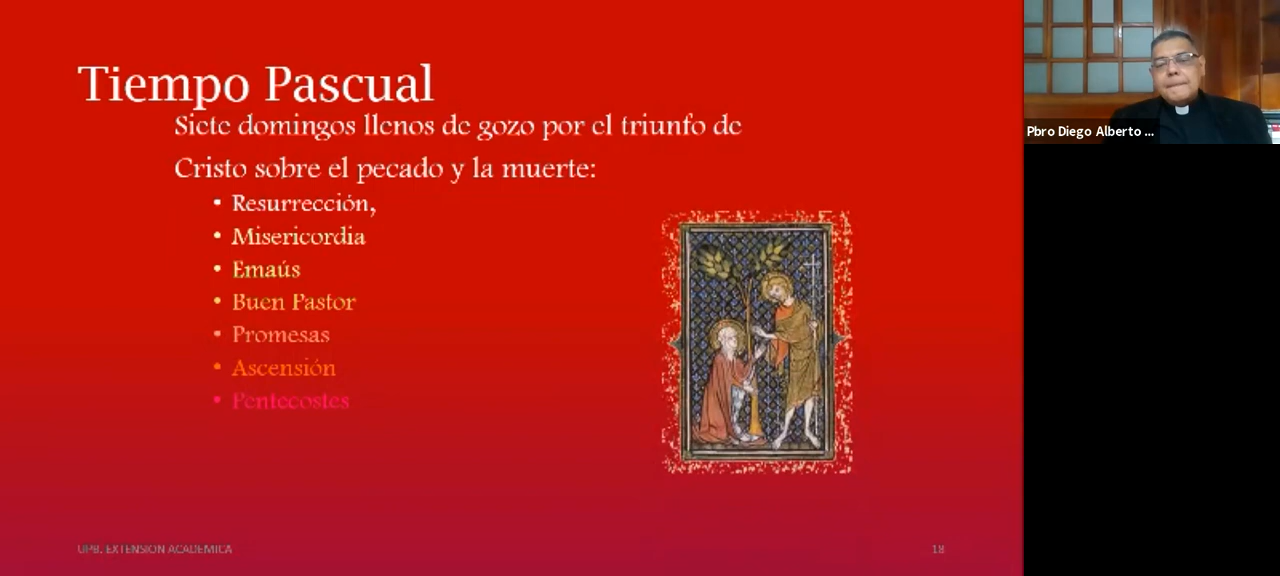 Tiempo Pascual
Siete domingos llenos de gozo por el triunfo de
Cristo sobre el pecado y la muerte:
• Resurrección,
• Misericordia
• Emaús
• Buen Pastor
• Promesas
• Ascensión
• Pentecostes
UPB. EXTENSION ACADEMICA
18
Pbro Diego Alberto ...